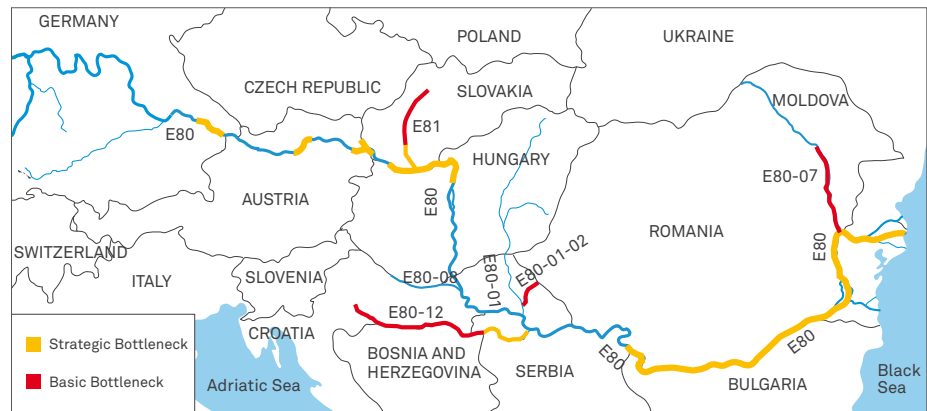 GERMANY
POLAND
UKRAINE
CZECH REPUBLIC
SLOVAKIA
MOLDOVA
E80
E81
HUNGARY
E80-07
AUSTRIA
E80
ROMANIA
E80
SWITZERLAND
ITALY
SLOVENIA
E80-08
E80-01
E80-01-02
E80-12
CROATIA
Strategic Bottleneck
Basic Bottleneck
BOSNIA AND
HERZEGOVINA
SERBIA
E80
E80
BULGARIA
Adriatic Sea
Black
Sea